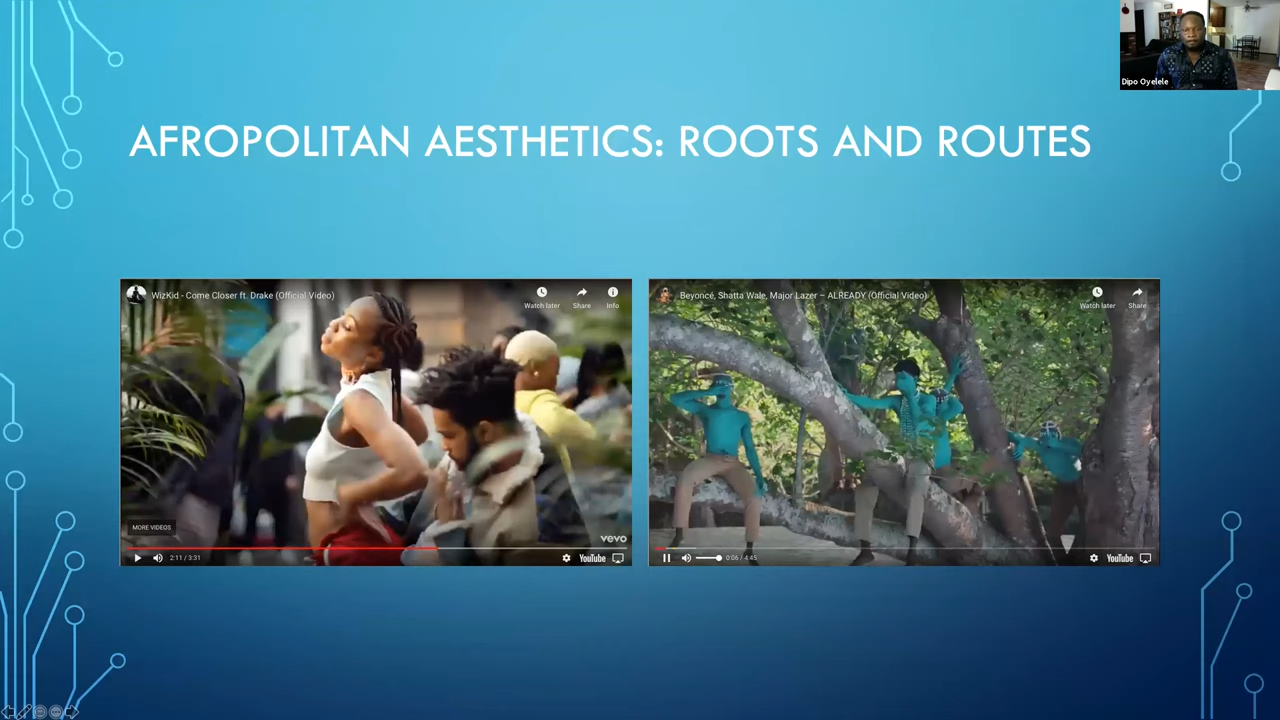 Dipo Oyelele
AFROPOLITAN AESTHETICS: ROOTS AND ROUTES
WizKid - Come Closer ft. Drake (Official Video)
Watch later
Share
Info
MORE VIDEOS
vevo
2:11 / 3:31
YouTube
Beyoncé, Shatta Wale, Major Lazer – ALREADY (Official Video)
Watch later
Share
0:06 / 4:45
YouTube